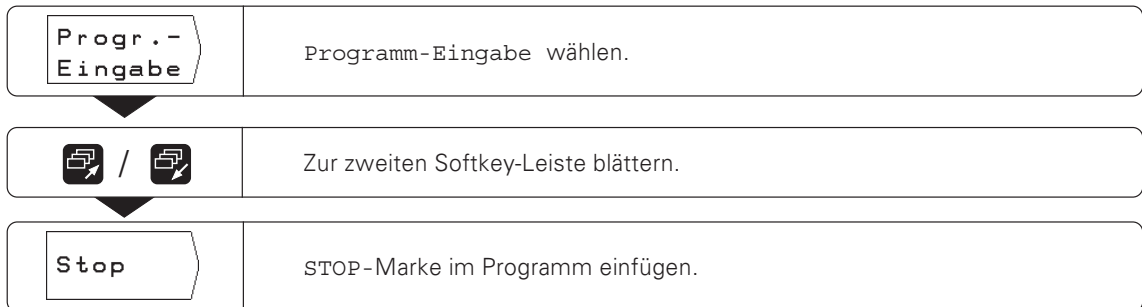 Progr.-
Eingabe
Programm-Eingabe wählen.
/
Zur zweiten Softkey-Leiste blättern.
Stop
STOP-Marke im Programm einfügen.